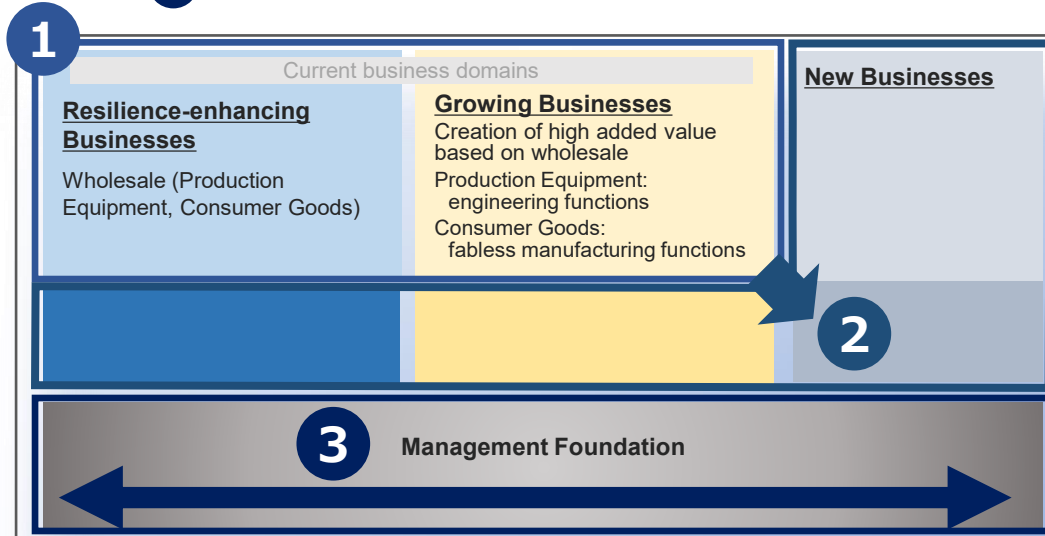 1
Current business domains
Resilience-enhancing
Businesses
Wholesale (Production
Equipment, Consumer Goods)
Growing Businesses
Creation of high added value
based on wholesale
Production Equipment:
engineering functions
Consumer Goods:
fabless manufacturing functions
New Businesses
2
3
Management Foundation